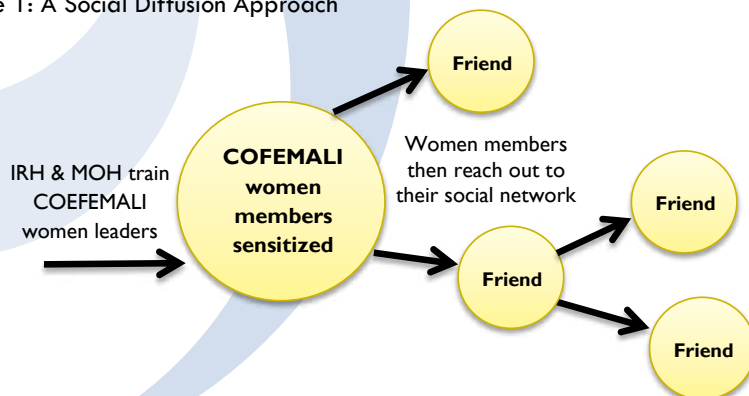 e 1: A Social Diffusion Approach
Friend
IRH & MOH train
COEFEMALI
women leaders
COFEMALI
women
members
sensitized
Women members
then reach out to
their social network
Friend
Friend
Friend